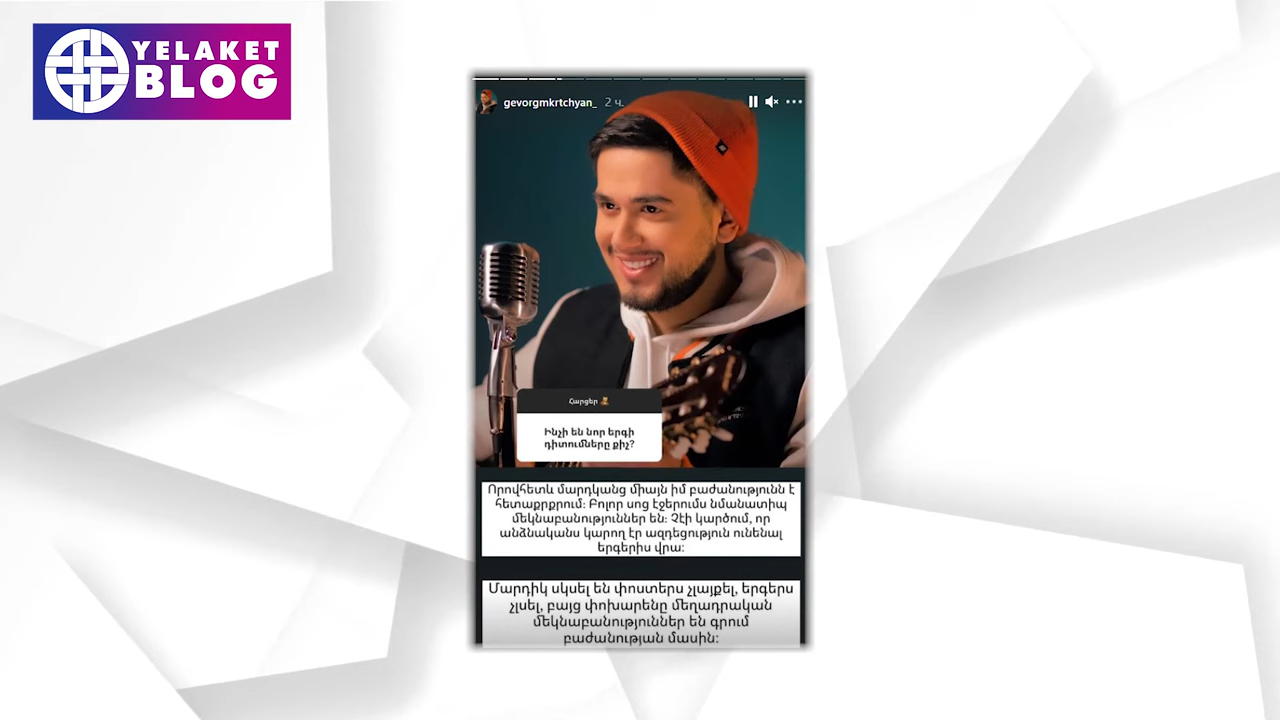 YELAKET
BLOG
gevorgmkrtchyan_ 2 ч.
Հարցեր 🧸
Ինչի են նոր երգի
դիտումները քիչ?
Որովհետև մարդկանց միայն իմ բաժանությունն է
հետաքրքրում։ Բոլոր սոց էջերումս նմանատիպ
մեկնաբանություններ են։ Չէի կարծում, որ
անձնականս կարող էր ազդեցություն ունենալ
երգերիս վրա։
Մարդիկ սկսել են փոստերս չլայքել, երգերս
չլսել, բայց փոխարենը մեղադրական
մեկնաբանություններ են գրում
բաժանության մասին։